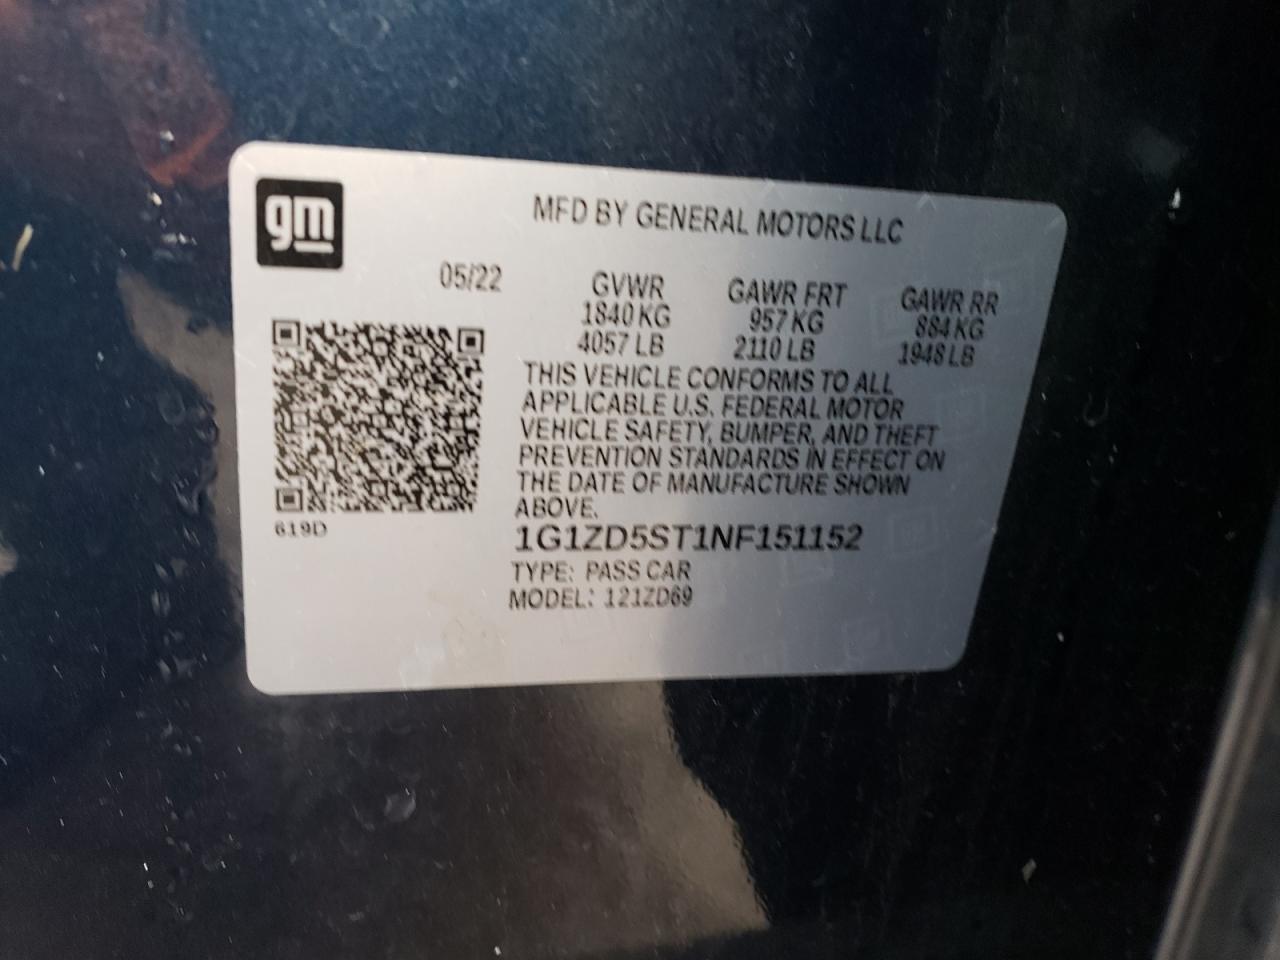 gm
MFD BY GENERAL MOTORS LLC
05/22 GVWR GAWR FRT GAWR RR
1840 KG 957 KG 884 KG
4057 LB 2110 LB 1948 LB
THIS VEHICLE CONFORMS TO ALL
APPLICABLE U.S. FEDERAL MOTOR
VEHICLE SAFETY, BUMPER, AND THEFT
PREVENTION STANDARDS IN EFFECT ON
THE DATE OF MANUFACTURE SHOWN
ABOVE.
619D
1G1ZD5ST1NF151152
TYPE: PASS CAR
MODEL: 121ZD69